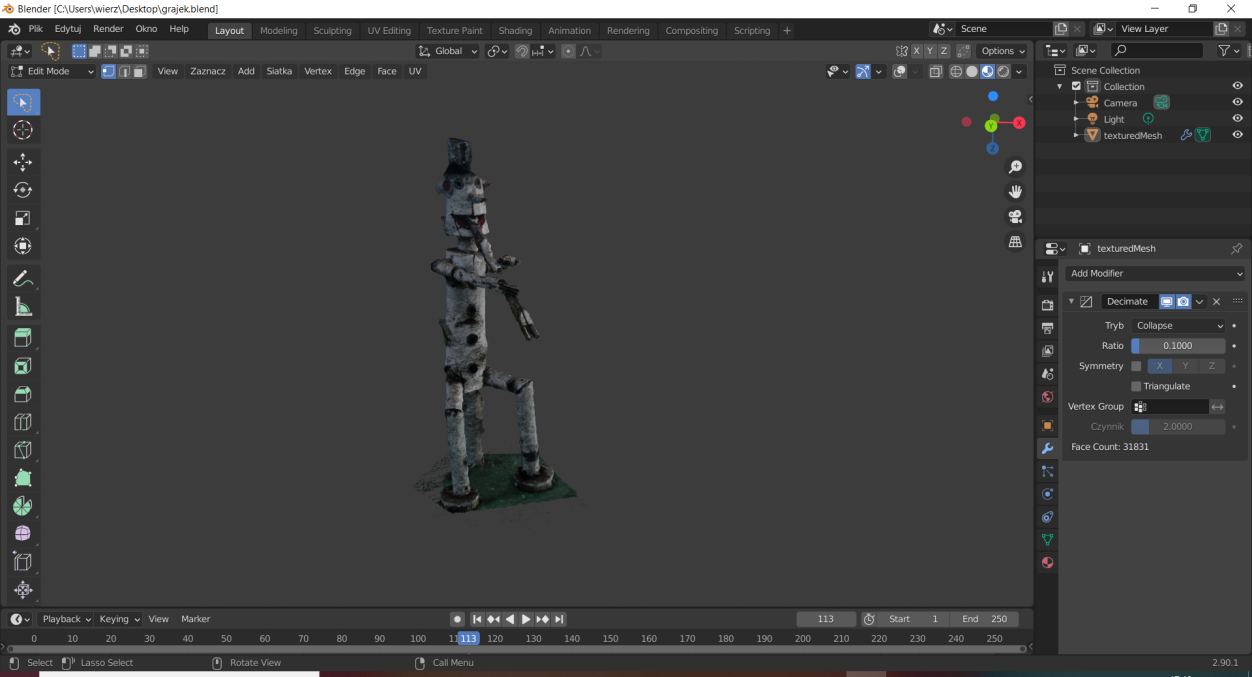 Blender [C:\Users\wierz\Desktop\grajek.blend]
Plik Edytuj Render Okno Help Layout Modeling Sculpting UV Editing Texture Paint Shading Animation Rendering Compositing Scripting + Scene View Layer
Global X Y Z Options
Edit Mode View Zaznacz Add Siatka Vertex Edge Face UV
Scene Collection
Collection
Camera
Light
texturedMesh
X
Y
Z
texturedMesh
Add Modifier
Decimate
Tryb Collapse
Ratio 0.1000
Symmetry X Y Z
Triangulate
Vertex Group
Czynnik 2.0000
Face Count: 31831
Playback Keying View Marker 113 Start 1 End 250
0 10 20 30 40 50 60 70 80 90 100 113 120 130 140 150 160 170 180 190 200 210 220 230 240 250
Select Lasso Select Rotate View Call Menu 2.90.1